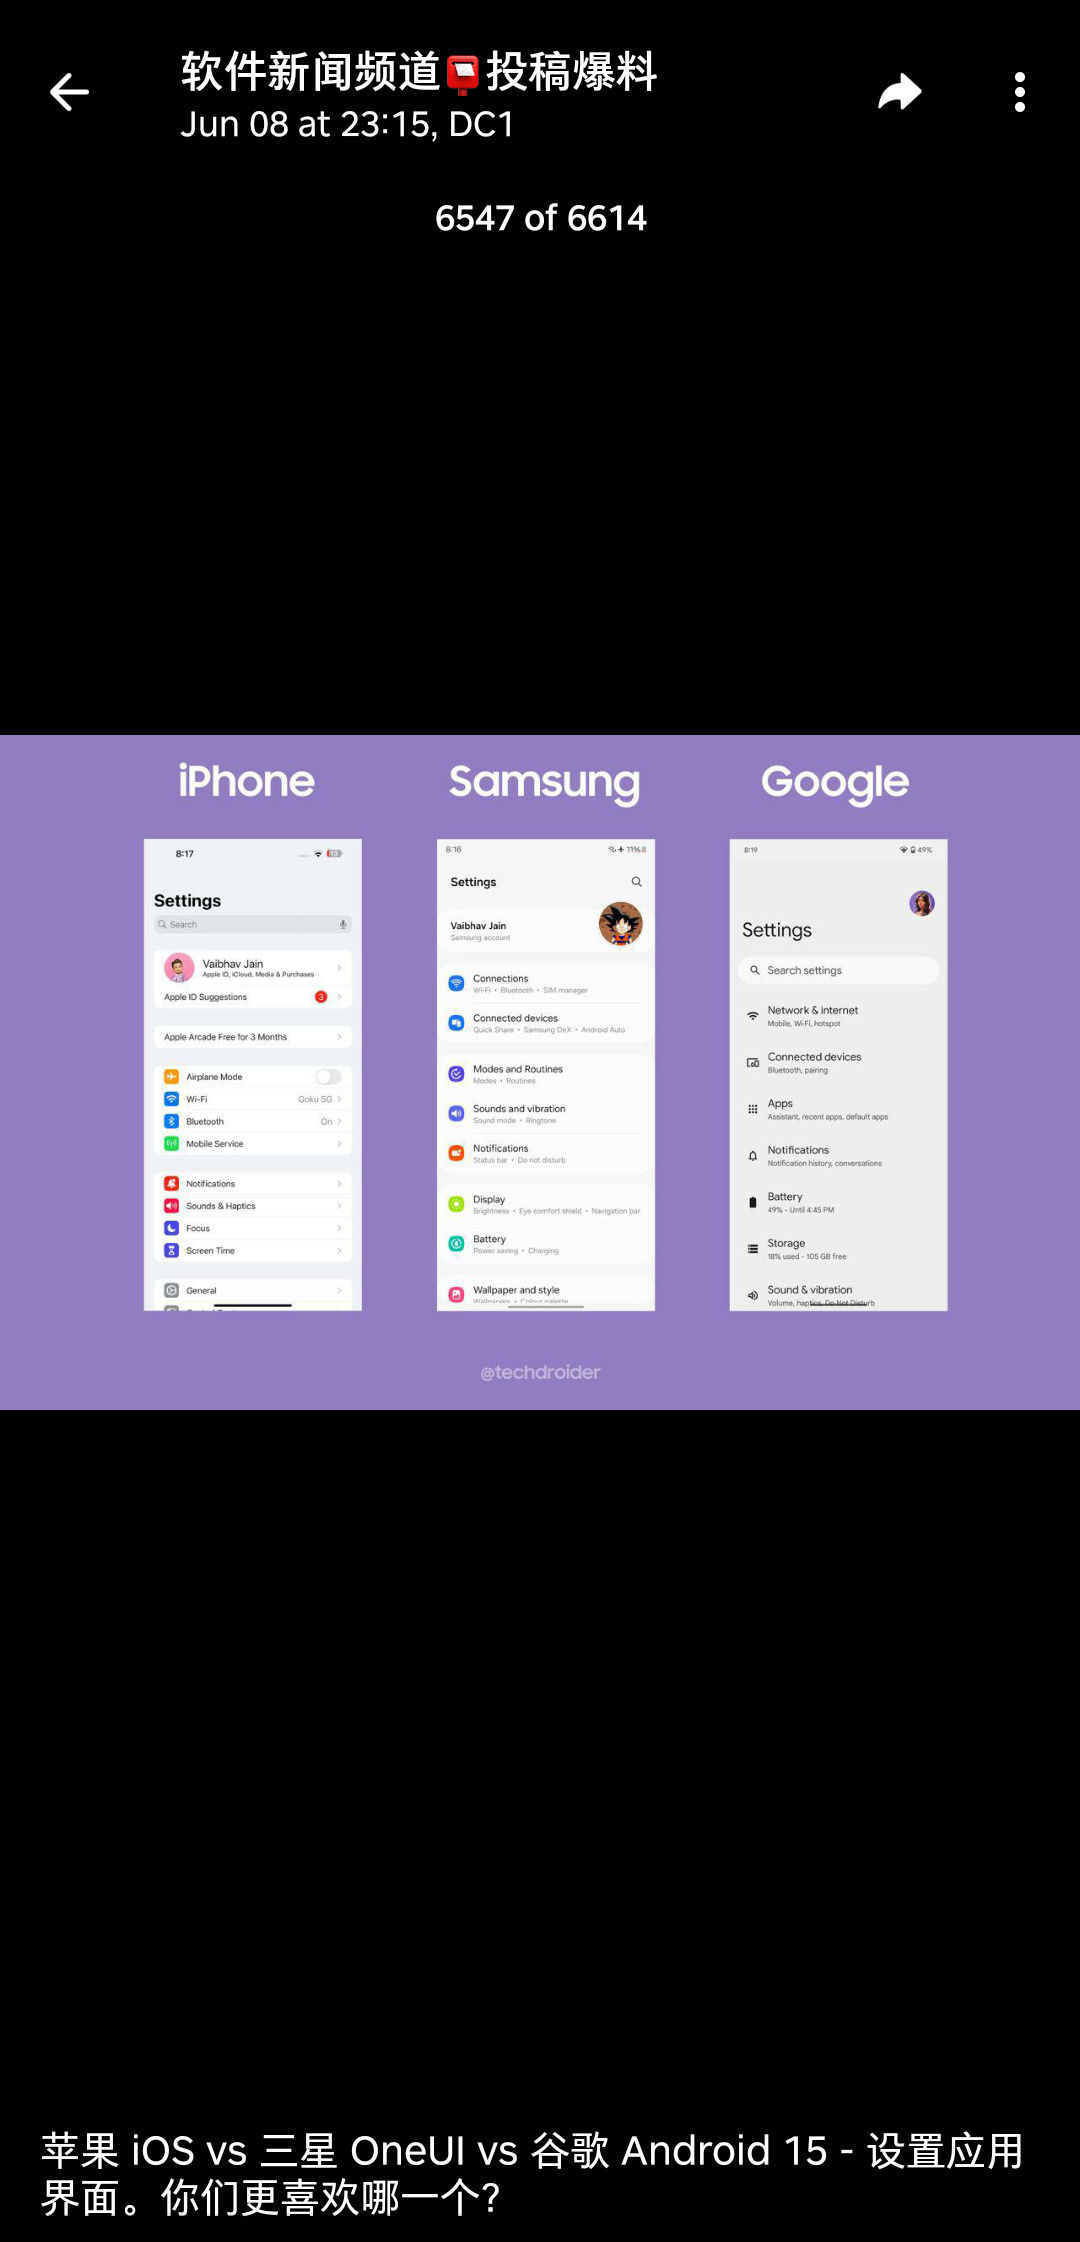 软件新闻频道📮投稿爆料
Jun 08 at 23:15, DC1
6547 of 6614
iPhone
8:17
Settings
Search
Vaibhav Jain
Apple ID, iCloud, Media & Purchases
Apple ID Suggestions
3
Apple Arcade Free for 3 Months
Airplane Mode
Wi-Fi
Goku 5G
Bluetooth
On
Mobile Service
Notifications
Sounds & Haptics
Focus
Screen Time
General
Samsung
8:16
11%
Settings
Vaibhav Jain
Samsung account
Connections
Wi-Fi • Bluetooth • SIM manager
Connected devices
Quick Share • Samsung DeX • Android Auto
Modes and Routines
Modes • Routines
Sounds and vibration
Sound mode • Ringtone
Notifications
Status bar • Do not disturb
Display
Brightness • Eye comfort shield • Navigation bar
Battery
Power saving • Charging
Wallpaper and style
Wallpapers • Colour palette
Google
8:19
49%
Settings
Search settings
Network & internet
Mobile, Wi-Fi, hotspot
Connected devices
Bluetooth, pairing
Apps
Assistant, recent apps, default apps
Notifications
Notification history, conversations
Battery
49% - Until 4:45 PM
Storage
18% used - 105 GB free
Sound & vibration
Volume, haptics, Do Not Disturb
@techdroider
苹果 iOS vs 三星 OneUI vs 谷歌 Android 15 - 设置应用
界面。你们更喜欢哪一个?